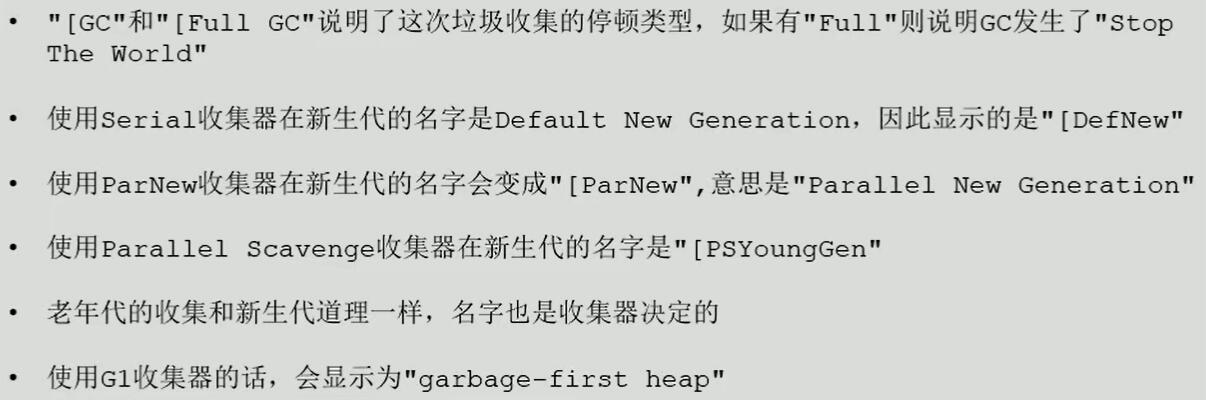 • "[GC"和"[Full GC"说明了这次垃圾收集的停顿类型，如果有"Full"则说明GC发生了"Stop
The World"
• 使用Serial收集器在新生代的名字是Default New Generation，因此显示的是"[DefNew"
• 使用ParNew收集器在新生代的名字会变成"[ParNew",意思是"Parallel New Generation"
• 使用Parallel Scavenge收集器在新生代的名字是"[PSYoungGen"
• 老年代的收集和新生代道理一样，名字也是收集器决定的
• 使用G1收集器的话，会显示为"garbage-first heap"